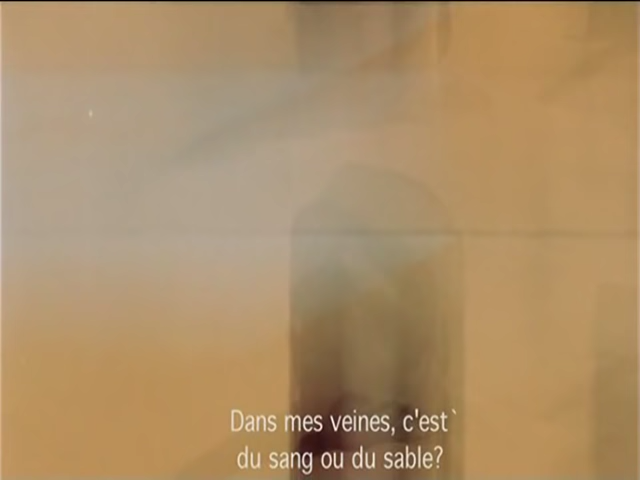 Dans mes veines, c'est`
du sang ou du sable?